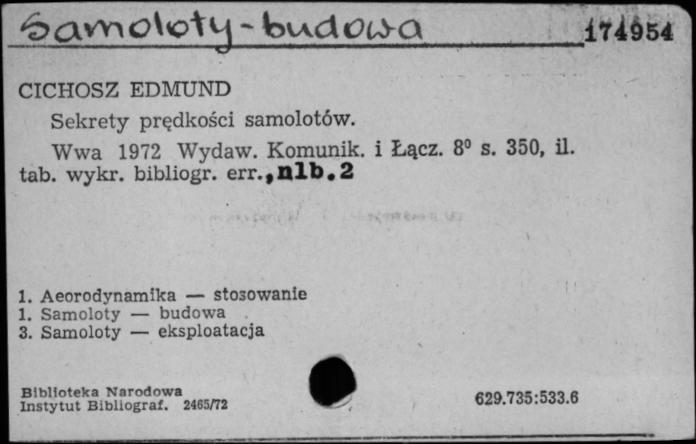 Samoloty - budowa
174954
CICHOSZ EDMUND
Sekrety prędkości samolotów.
Wwa 1972 Wydaw. Komunik. i Łącz. 8⁰ s. 350, il.
tab. wykr. bibliogr. err., nlb. 2
1. Aeorodynamika — stosowanie
1. Samoloty — budowa
3. Samoloty — eksploatacja
Biblioteka Narodowa
Instytut Bibliograf. 2465/72
629.735:533.6